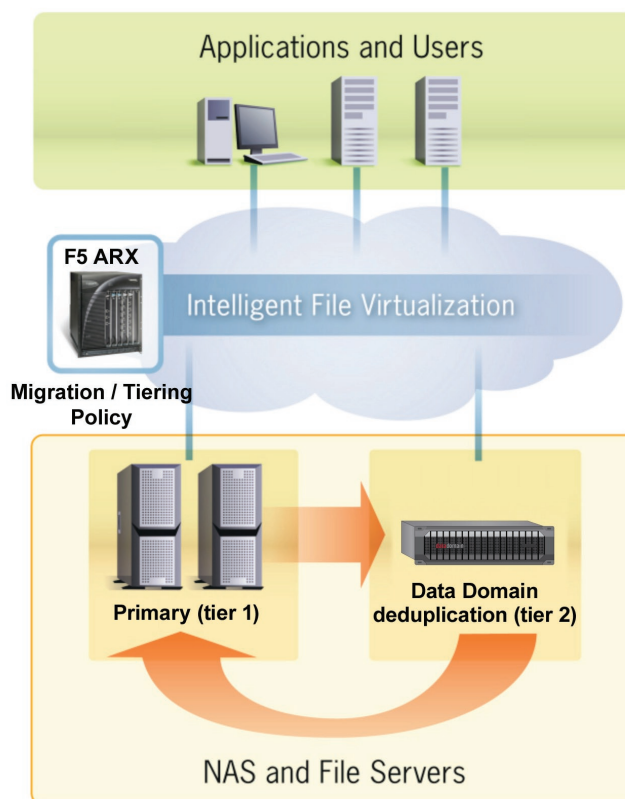 Applications and Users
F5 ARX
Intelligent File Virtualization
Migration / Tiering
Policy
Primary (tier 1)
Data Domain
deduplication (tier 2)
NAS and File Servers